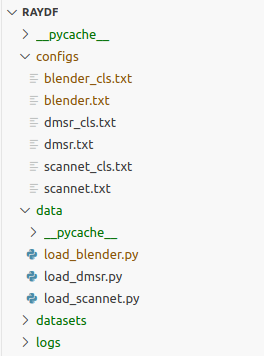 RAYDF
__pycache__
configs
blender_cls.txt
blender.txt
dmsr_cls.txt
dmsr.txt
scannet_cls.txt
scannet.txt
data
__pycache__
load_blender.py
load_dmsr.py
load_scannet.py
datasets
logs